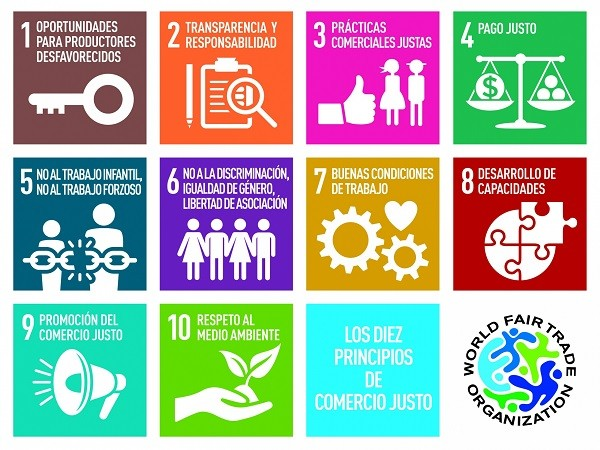 1 OPORTUNIDADES
PARA PRODUCTORES
DESFAVORECIDOS
2 TRANSPARENCIA Y
RESPONSABILIDAD
3 PRÁCTICAS
COMERCIALES JUSTAS
4 PAGO JUSTO
$
5 NO AL TRABAJO INFANTIL,
NO AL TRABAJO FORZOSO
6 NO A LA DISCRIMINACIÓN,
IGUALDAD DE GÉNERO,
LIBERTAD DE ASOCIACIÓN
7 BUENAS CONDICIONES
DE TRABAJO
8 DESARROLLO DE
CAPACIDADES
9 PROMOCIÓN DEL
COMERCIO JUSTO
10 RESPETO AL
MEDIO AMBIENTE
LOS DIEZ
PRINCIPIOS
DE
COMERCIO JUSTO
WORLD FAIR TRADE
ORGANIZATION